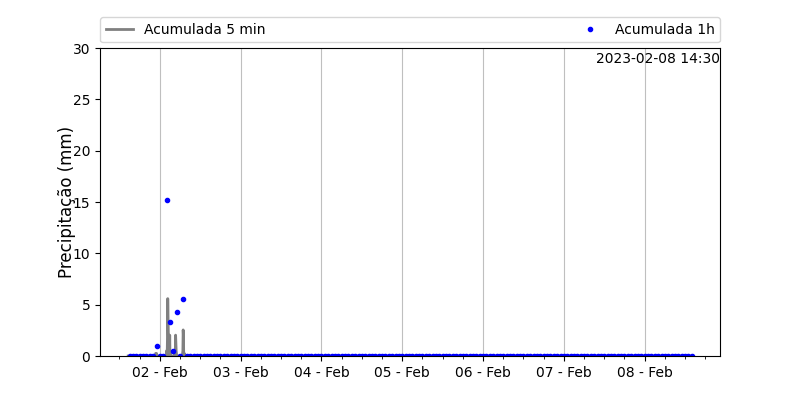 Acumulada 5 min
Acumulada 1h
2023-02-08 14:30
Precipitação (mm)
30
25
20
15
10
5
0
02 - Feb
03 - Feb
04 - Feb
05 - Feb
06 - Feb
07 - Feb
08 - Feb